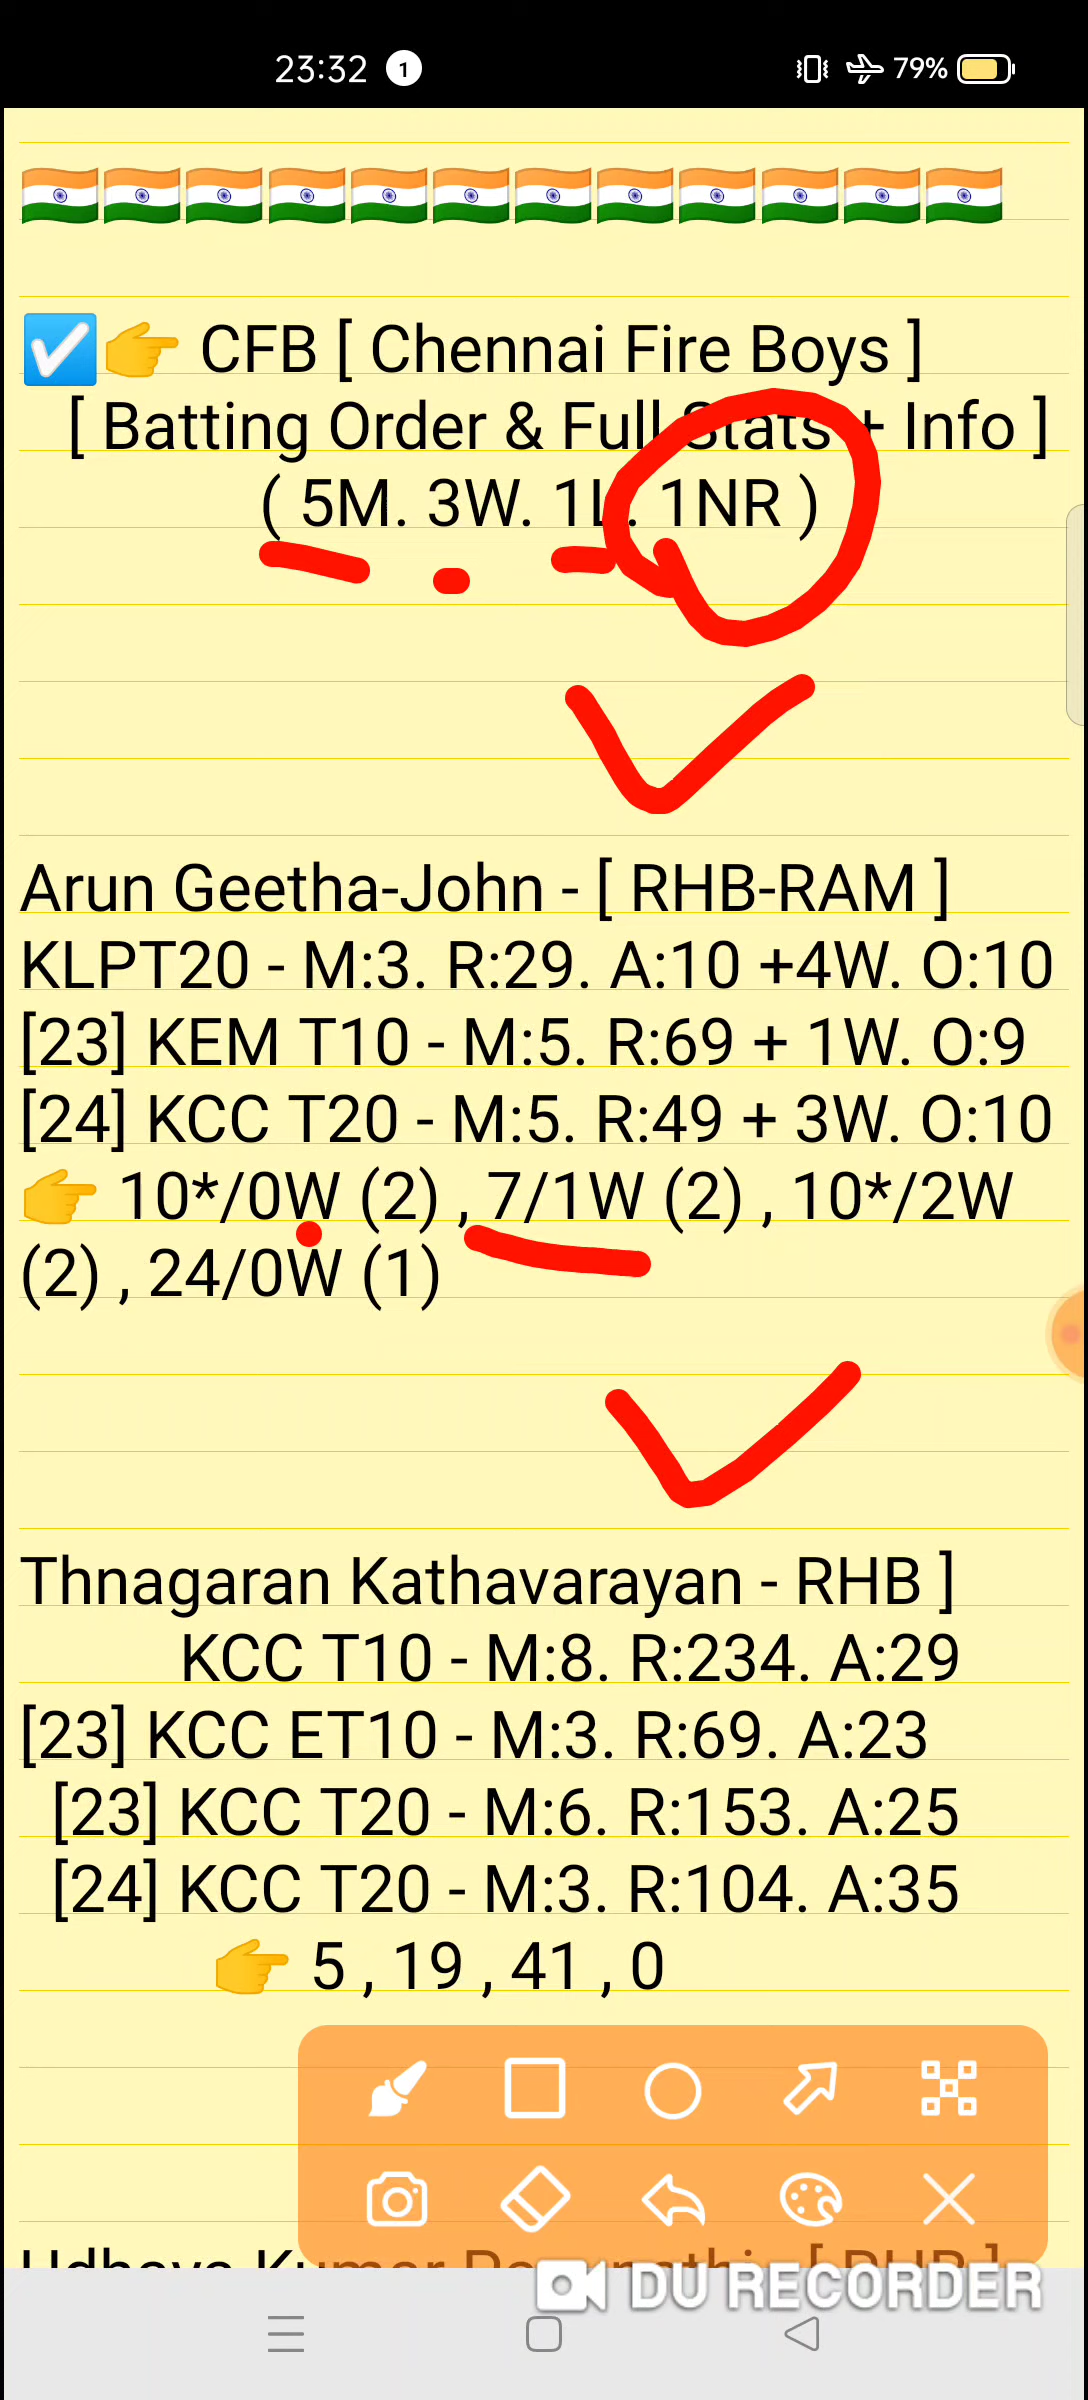 23:32 1 79%
🇮🇳🇮🇳🇮🇳🇮🇳🇮🇳🇮🇳🇮🇳🇮🇳🇮🇳🇮🇳🇮🇳🇮🇳
☑👉 CFB [ Chennai Fire Boys ]
[ Batting Order & Full Stats + Info ]
( 5M. 3W. 1L. 1NR )
Arun Geetha-John - [ RHB-RAM ]
KLPT20 - M:3. R:29. A:10 +4W. O:10
[23] KEM T10 - M:5. R:69 + 1W. O:9
[24] KCC T20 - M:5. R:49 + 3W. O:10
👉 10*/0W (2) , 7/1W (2) , 10*/2W
(2) , 24/0W (1)
Thnagaran Kathavarayan - RHB ]
KCC T10 - M:8. R:234. A:29
[23] KCC ET10 - M:3. R:69. A:23
[23] KCC T20 - M:6. R:153. A:25
[24] KCC T20 - M:3. R:104. A:35
👉 5 , 19 , 41 , 0
Udhaya Kumar [ RHB ]
DU RECORDER